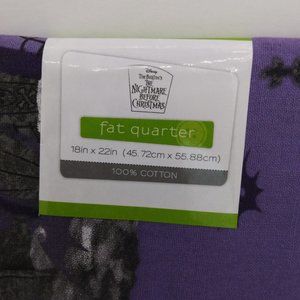 Disney
Tim Burton's
THE
NIGHTMARE
BEFORE
CHRISTMAS
fat quarter
18in x 22in (45.72cm x 55.88cm)
100% COTTON